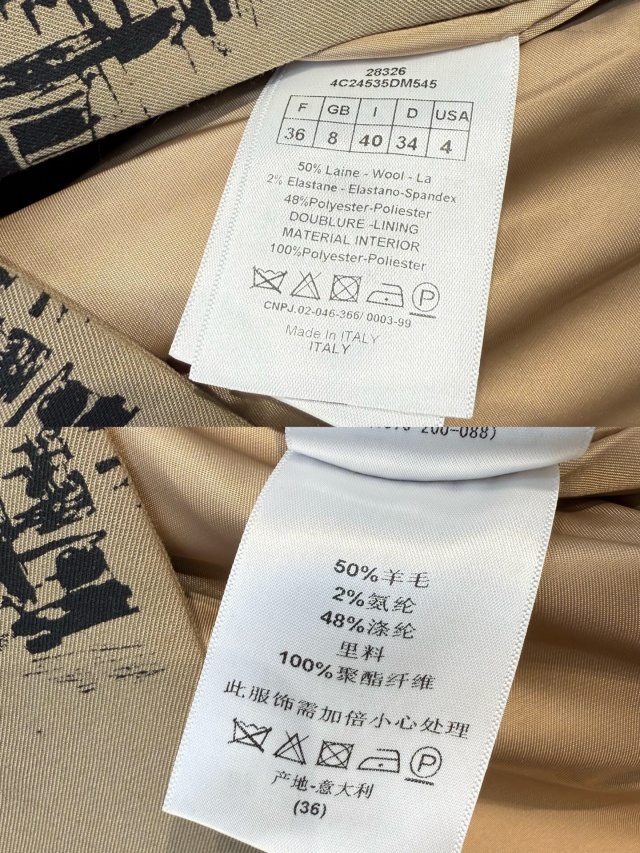 28326
4C24535DM545
F GB I D USA
36 8 40 34 4
50% Laine - Wool - La
2% Elastane - Elastano-Spandex
48%Polyester-Poliester
DOUBLURE -LINING
MATERIAL INTERIOR
100%Polyester-Poliester
P
CNPJ.02-046-366/ 0003-99
Made In ITALY
ITALY
200-088)
50%羊毛
2%氨纶
48%涤纶
里料
100%聚酯纤维
此服饰需加倍小心处理
P
产地-意大利
(36)